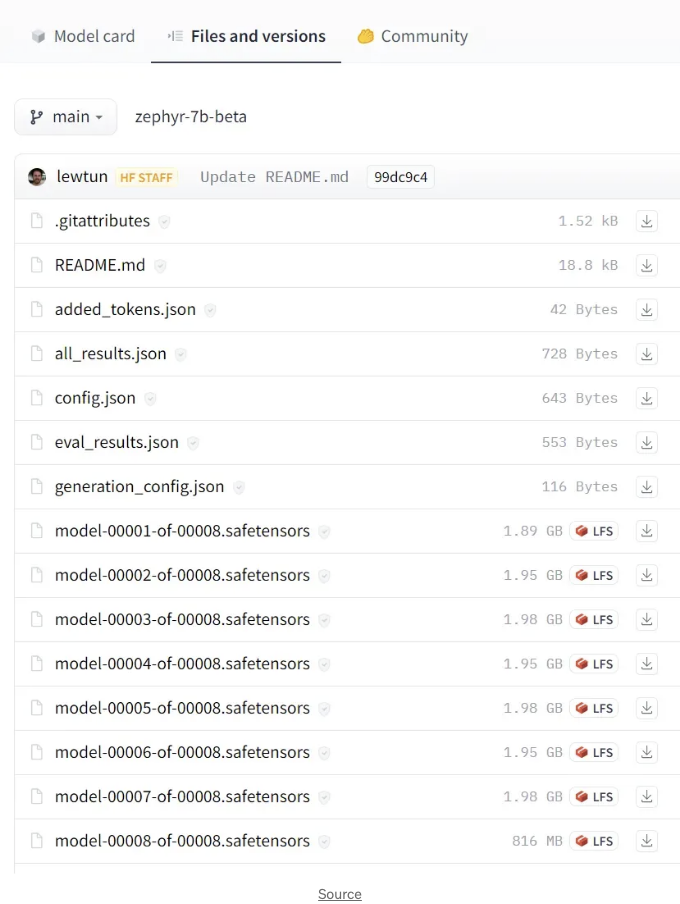 Model card Files and versions Community
main zephyr-7b-beta
lewtun HF STAFF Update README.md 99dc9c4
.gitattributes 1.52 kB
README.md 18.8 kB
added_tokens.json 42 Bytes
all_results.json 728 Bytes
config.json 643 Bytes
eval_results.json 553 Bytes
generation_config.json 116 Bytes
model-00001-of-00008.safetensors 1.89 GB LFS
model-00002-of-00008.safetensors 1.95 GB LFS
model-00003-of-00008.safetensors 1.98 GB LFS
model-00004-of-00008.safetensors 1.95 GB LFS
model-00005-of-00008.safetensors 1.98 GB LFS
model-00006-of-00008.safetensors 1.95 GB LFS
model-00007-of-00008.safetensors 1.98 GB LFS
model-00008-of-00008.safetensors 816 MB LFS
Source